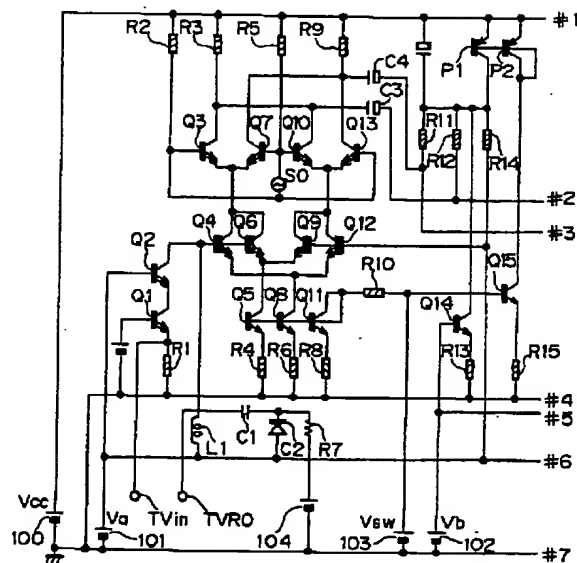 R2 R3 R5 R9 #1
C4 P1 P2
C3
Q3 Q7 Q10 Q13 R11 R12 R14
SO
#2
#3
Q4 Q6 Q9 Q12
Q2
R10 Q15
Q1 Q5 Q8 Q11 Q14
R1 R4 R6 R8 R13 R15
#4
#5
C1
L1 C2 R7
#6
Vcc Va TVin TVRO Vsw Vb
100 101 104 103 102
#7